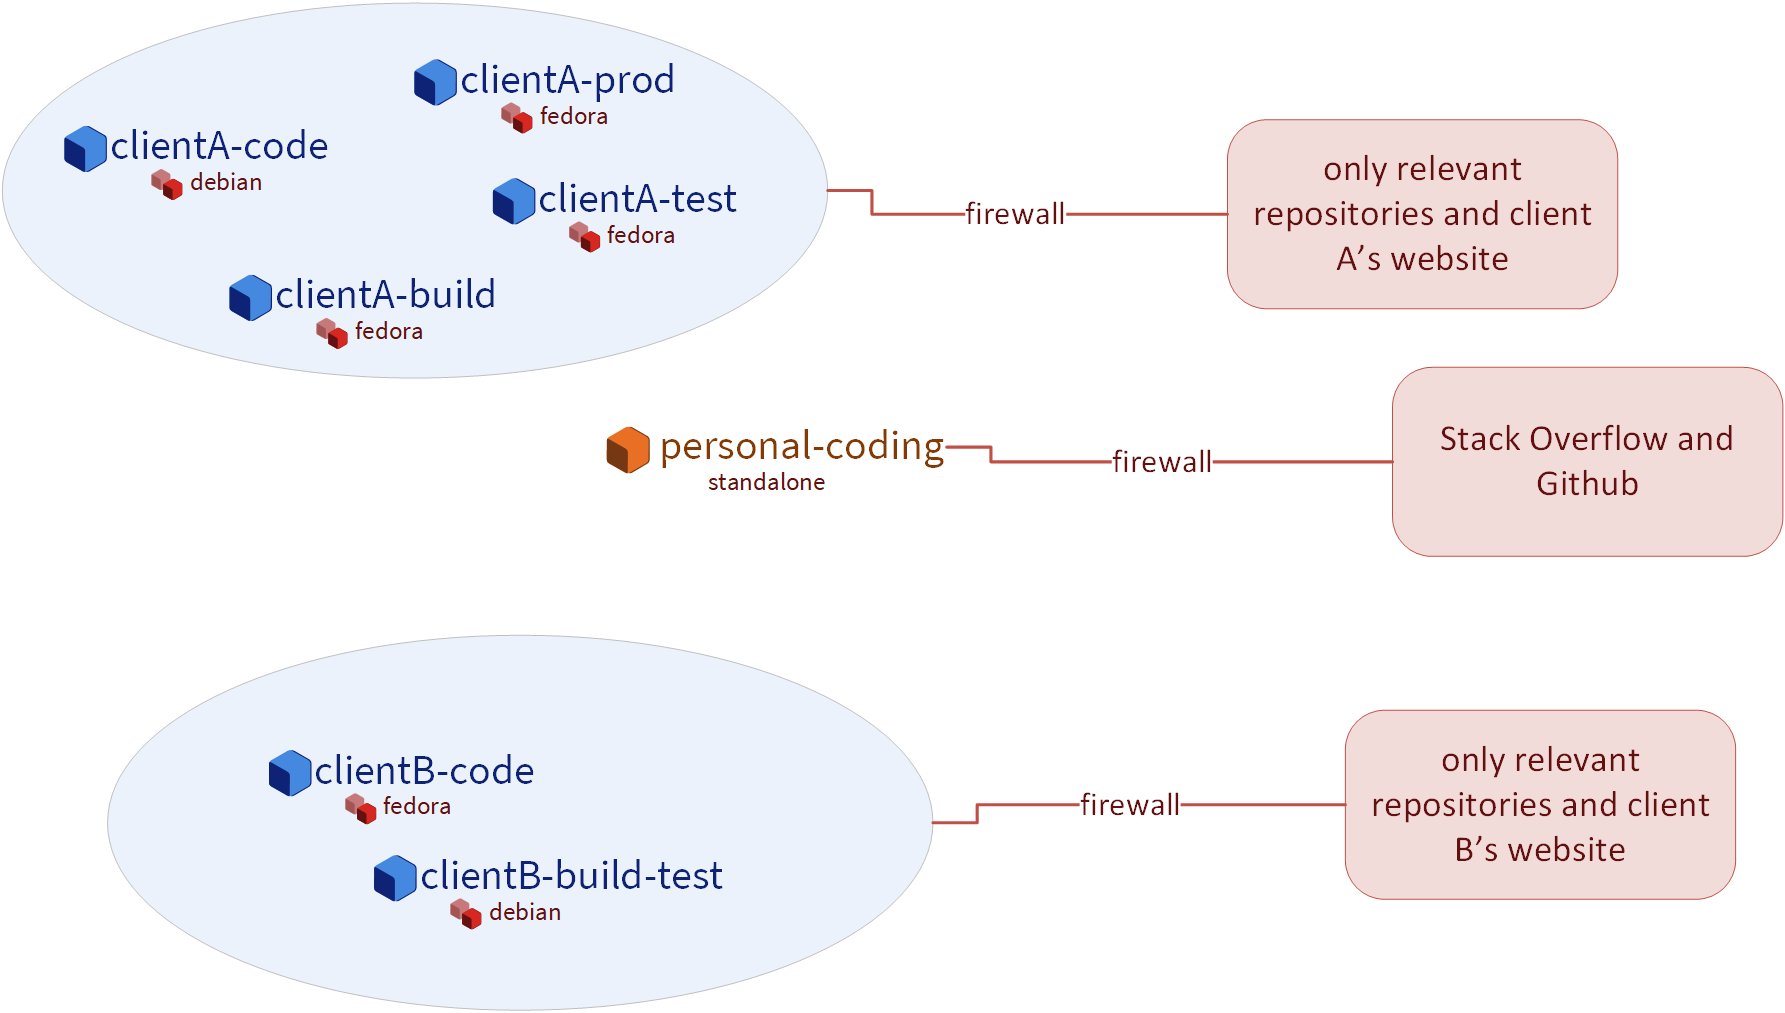 clientA-prod
fedora
clientA-code
debian
clientA-test
fedora
clientA-build
fedora
firewall
only relevant
repositories and client
A’s website
personal-coding
standalone
firewall
Stack Overflow and
Github
clientB-code
fedora
clientB-build-test
debian
firewall
only relevant
repositories and client
B’s website